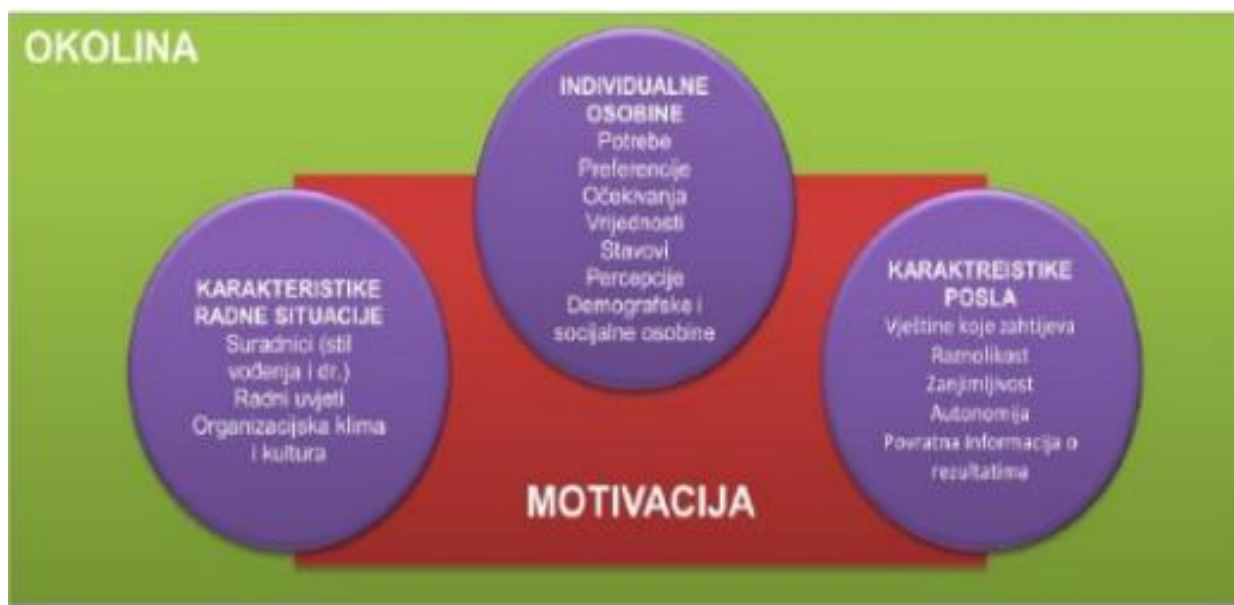 OKOLINA
INDIVIDUALNE
OSOBINE
Potrebe
Preferencije
Očekivanja
Vrijednosti
Stavovi
Percepcije
Demografske i
socijalne osobine
KARAKTERISTIKE
RADNE SITUACIJE
Suradnici (stil
vođenja i dr.)
Radni uvjeti
Organizacijska klima
i kultura
KARAKTREISTIKE
POSLA
Vještine koje zahtijeva
Raznolikost
Zanjimljivost
Autonomija
Povratna informacija o
rezultatima
MOTIVACIJA